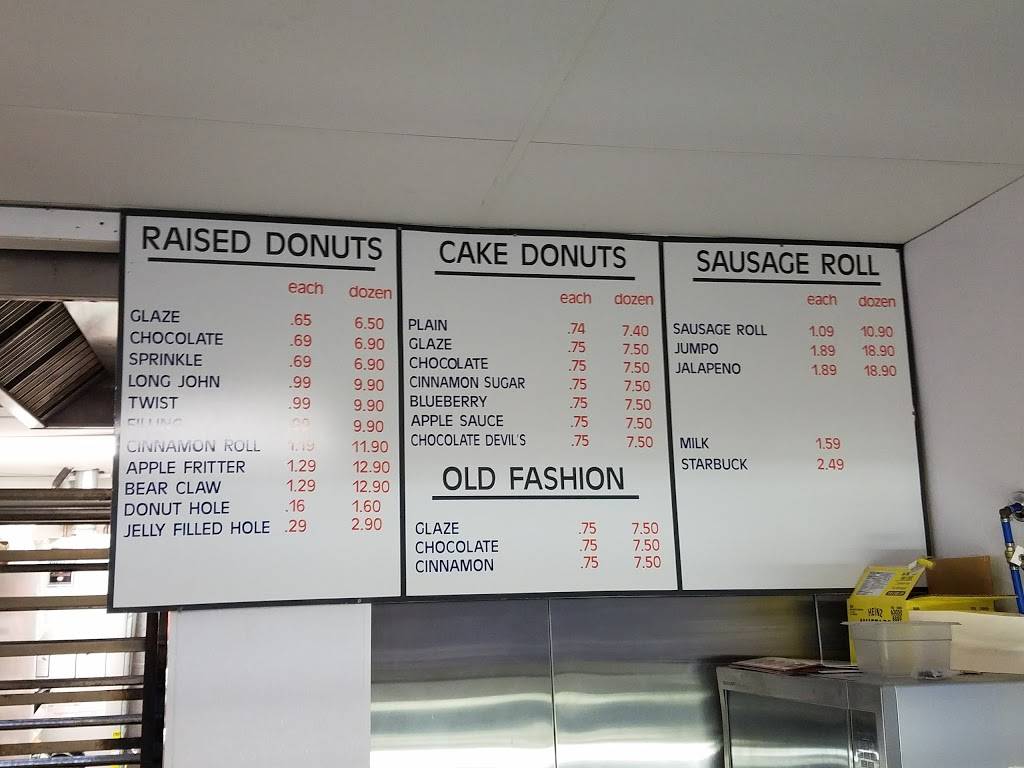 RAISED DONUTS
each dozen
GLAZE .65 6.50
CHOCOLATE .69 6.90
SPRINKLE .69 6.90
LONG JOHN .99 9.90
TWIST .99 9.90
FILLING .99 9.90
CINNAMON ROLL 1.19 11.90
APPLE FRITTER 1.29 12.90
BEAR CLAW 1.29 12.90
DONUT HOLE .16 1.60
JELLY FILLED HOLE .29 2.90
CAKE DONUTS
each dozen
PLAIN .74 7.40
GLAZE .75 7.50
CHOCOLATE .75 7.50
CINNAMON SUGAR .75 7.50
BLUEBERRY .75 7.50
APPLE SAUCE .75 7.50
CHOCOLATE DEVIL'S .75 7.50
OLD FASHION
GLAZE .75 7.50
CHOCOLATE .75 7.50
CINNAMON .75 7.50
SAUSAGE ROLL
each dozen
SAUSAGE ROLL 1.09 10.90
JUMPO 1.89 18.90
JALAPENO 1.89 18.90
MILK 1.59
STARBUCK 2.49
HEINZ